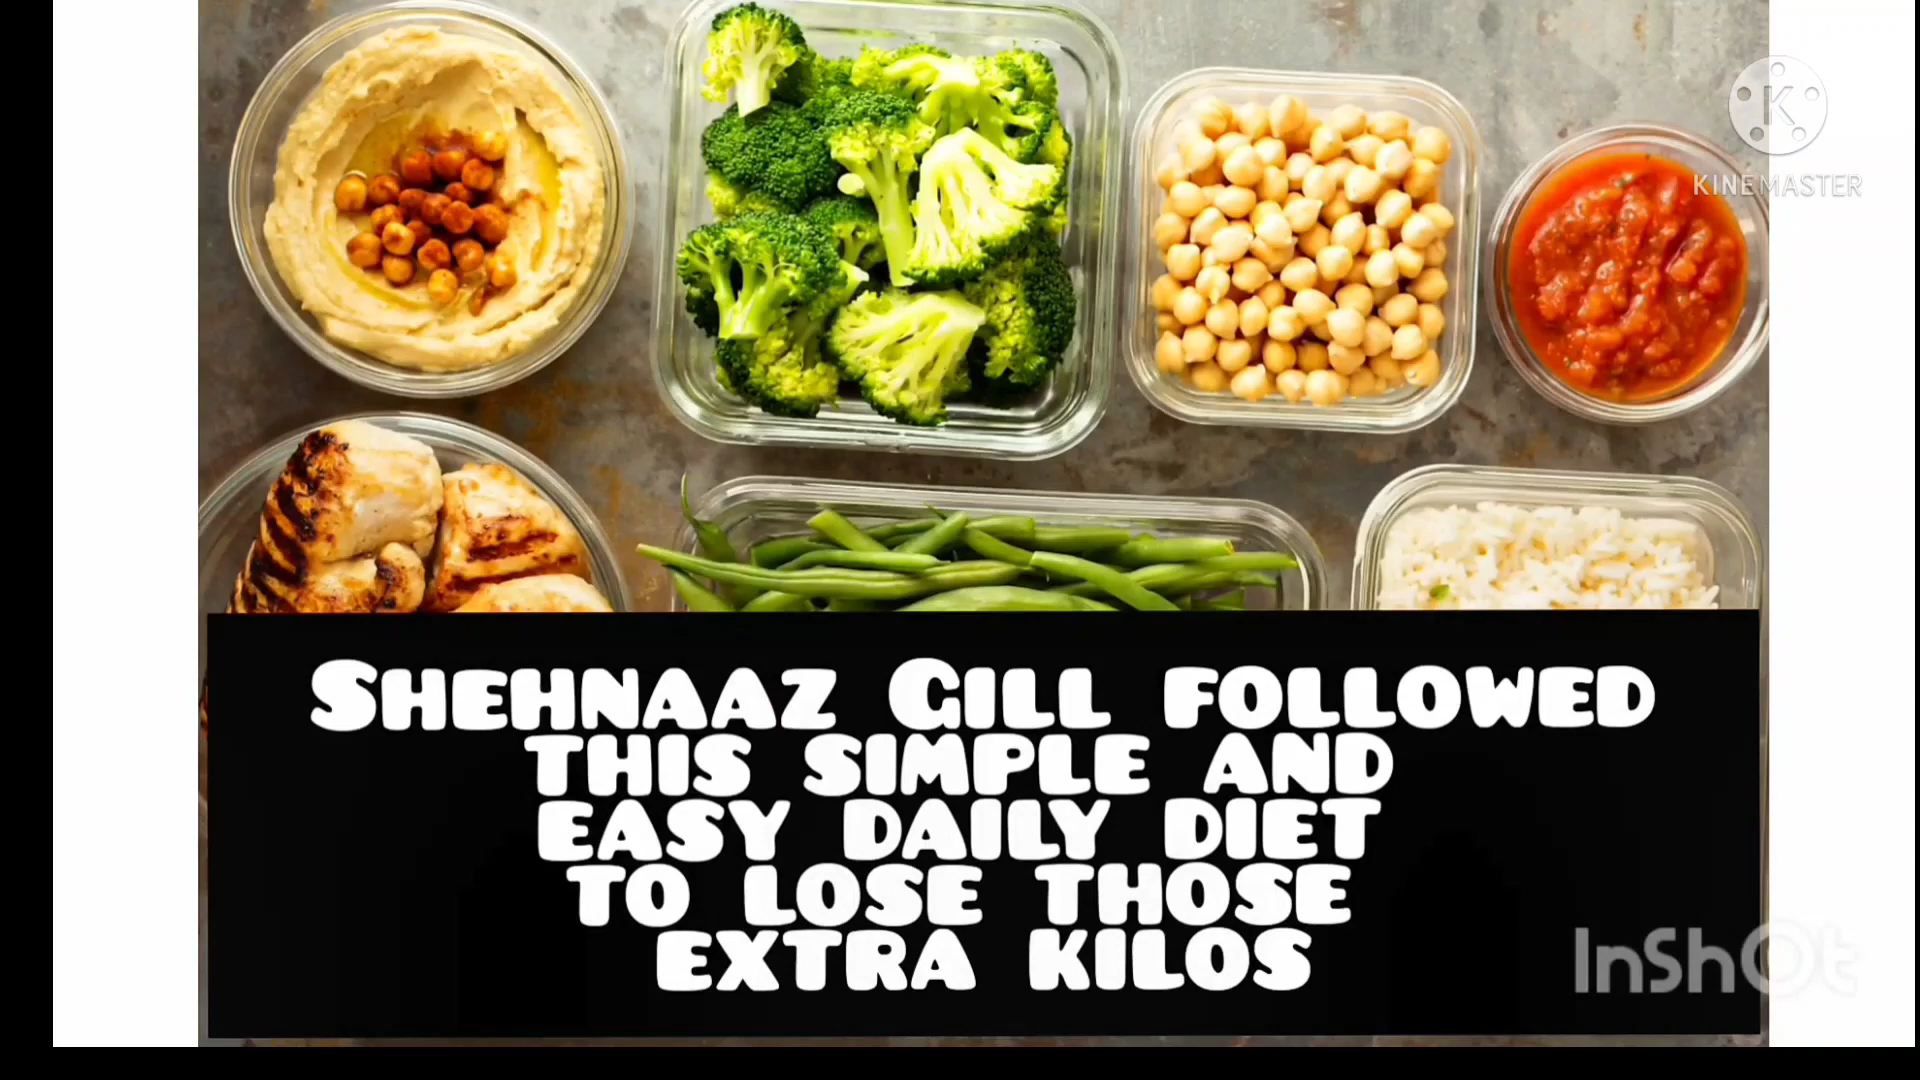 K
KINEMASTER
Shehnaaz Gill followed
this simple and
easy daily diet
to lose those
extra kilos
InShOt